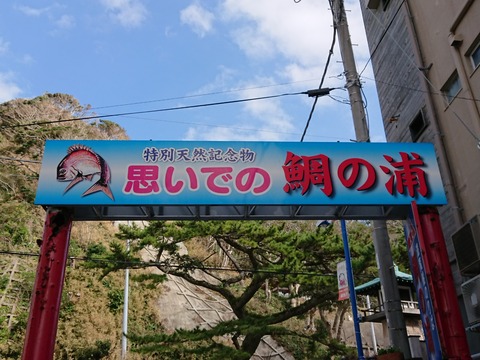 特別天然記念物
思いでの 鯛の浦